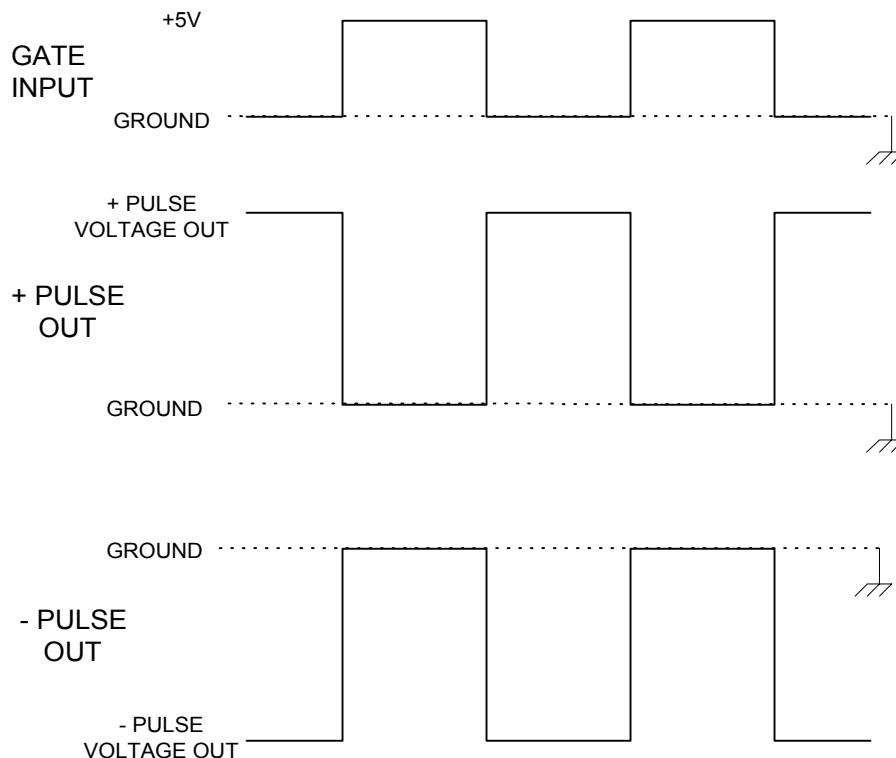 +5V
GATE
INPUT
GROUND
+ PULSE
VOLTAGE OUT
+ PULSE
OUT
GROUND
GROUND
- PULSE
OUT
- PULSE
VOLTAGE OUT